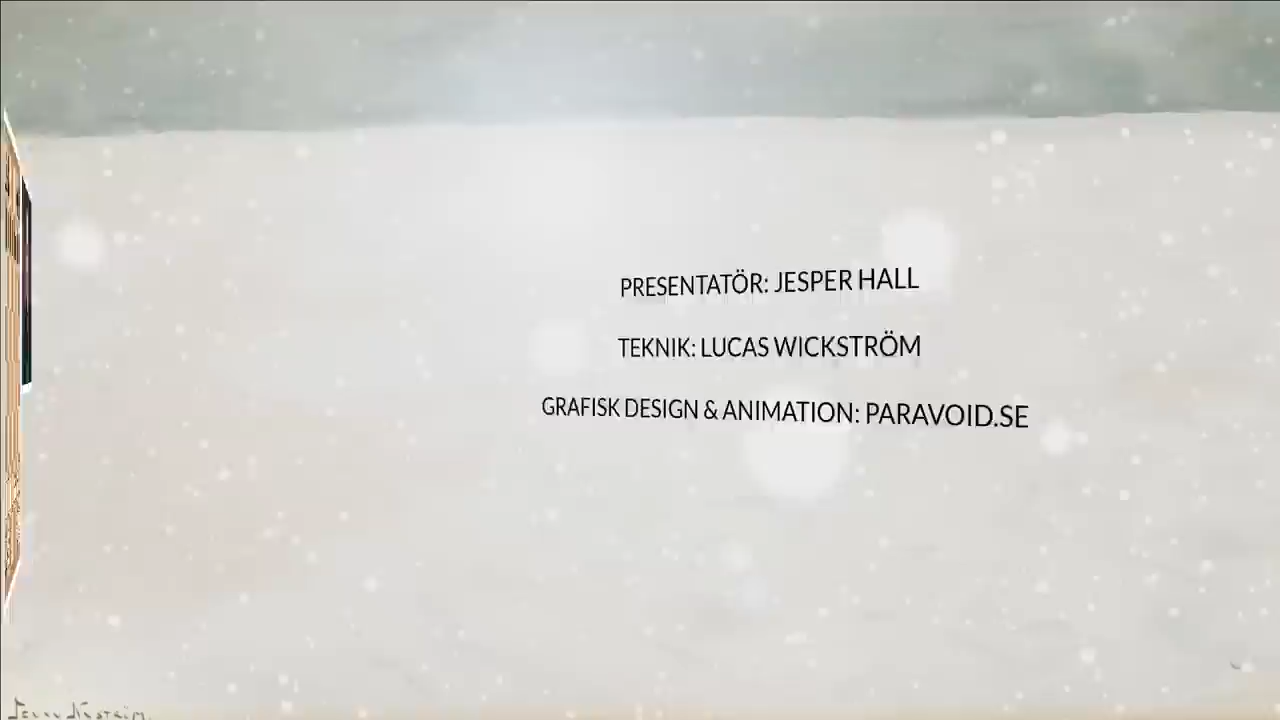 PRESENTATÖR: JESPER HALL
TEKNIK: LUCAS WICKSTRÖM
GRAFISK DESIGN & ANIMATION: PARAVOID.SE